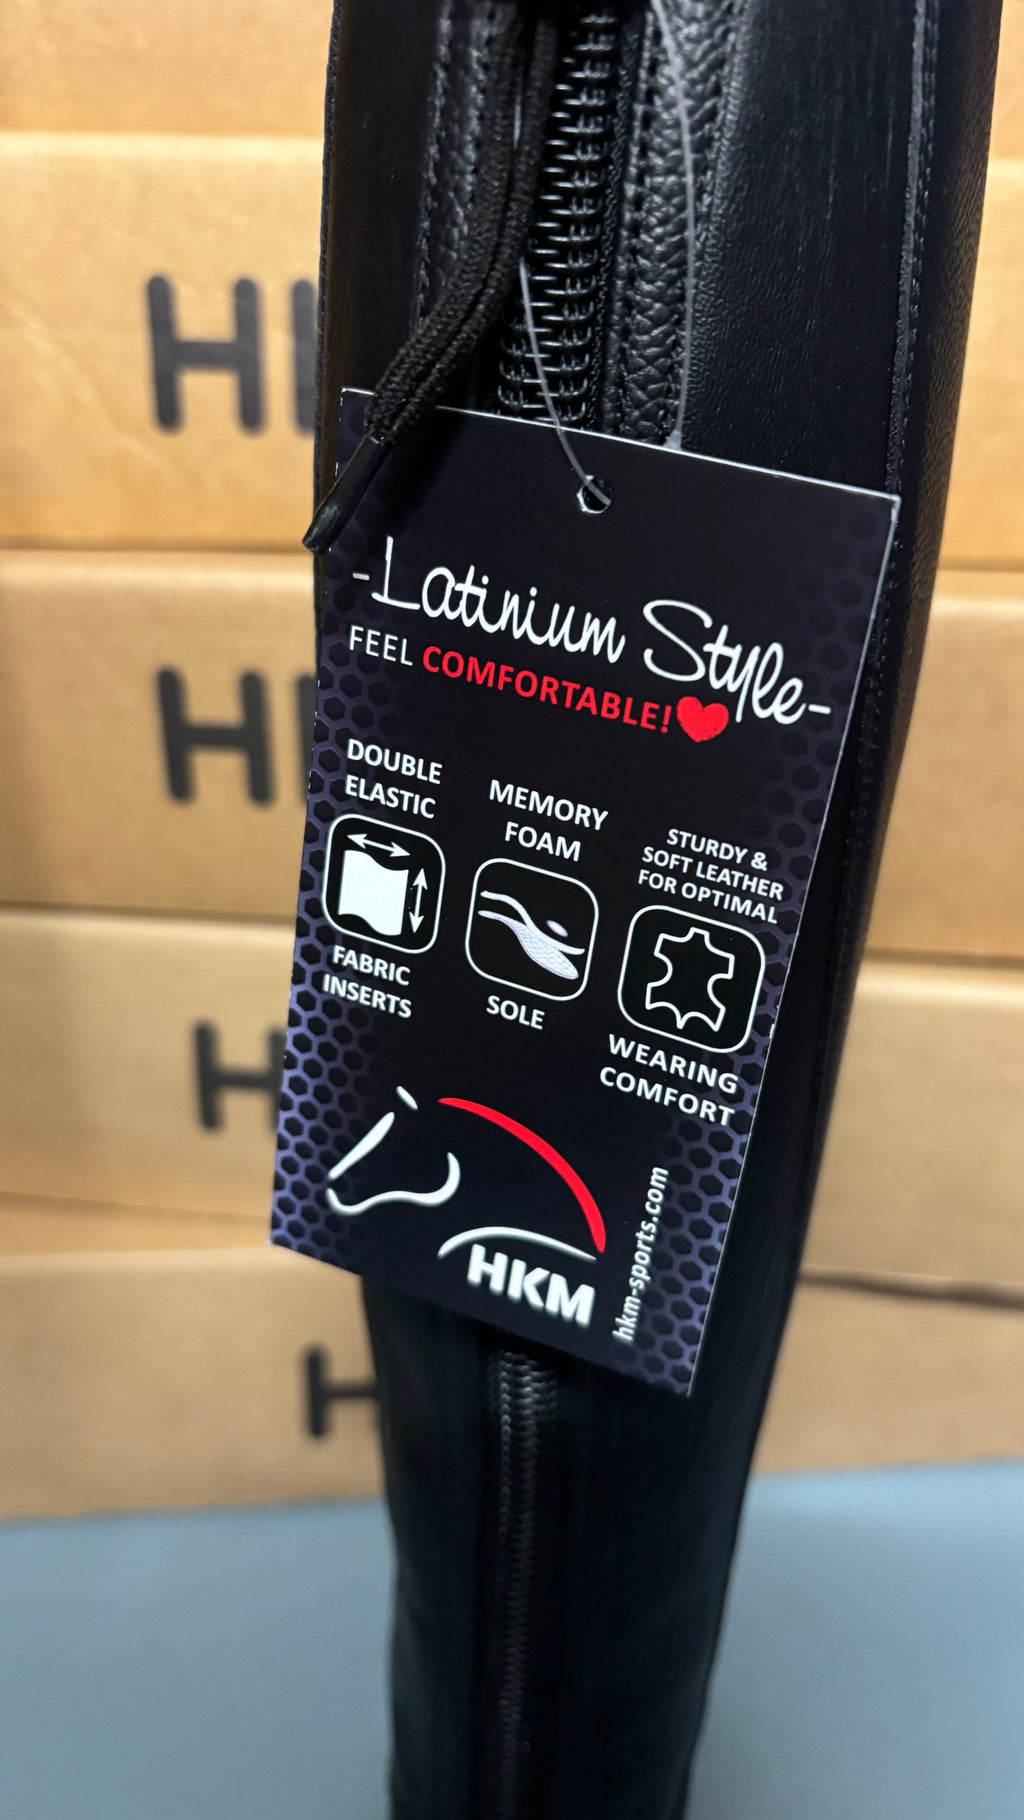 -Latinium Style-
FEEL COMFORTABLE!
DOUBLE
ELASTIC
FABRIC
INSERTS
MEMORY
FOAM
SOLE
STURDY &
SOFT LEATHER
FOR OPTIMAL
WEARING
COMFORT
HKM
hkm-sports.com
H
H
H
H